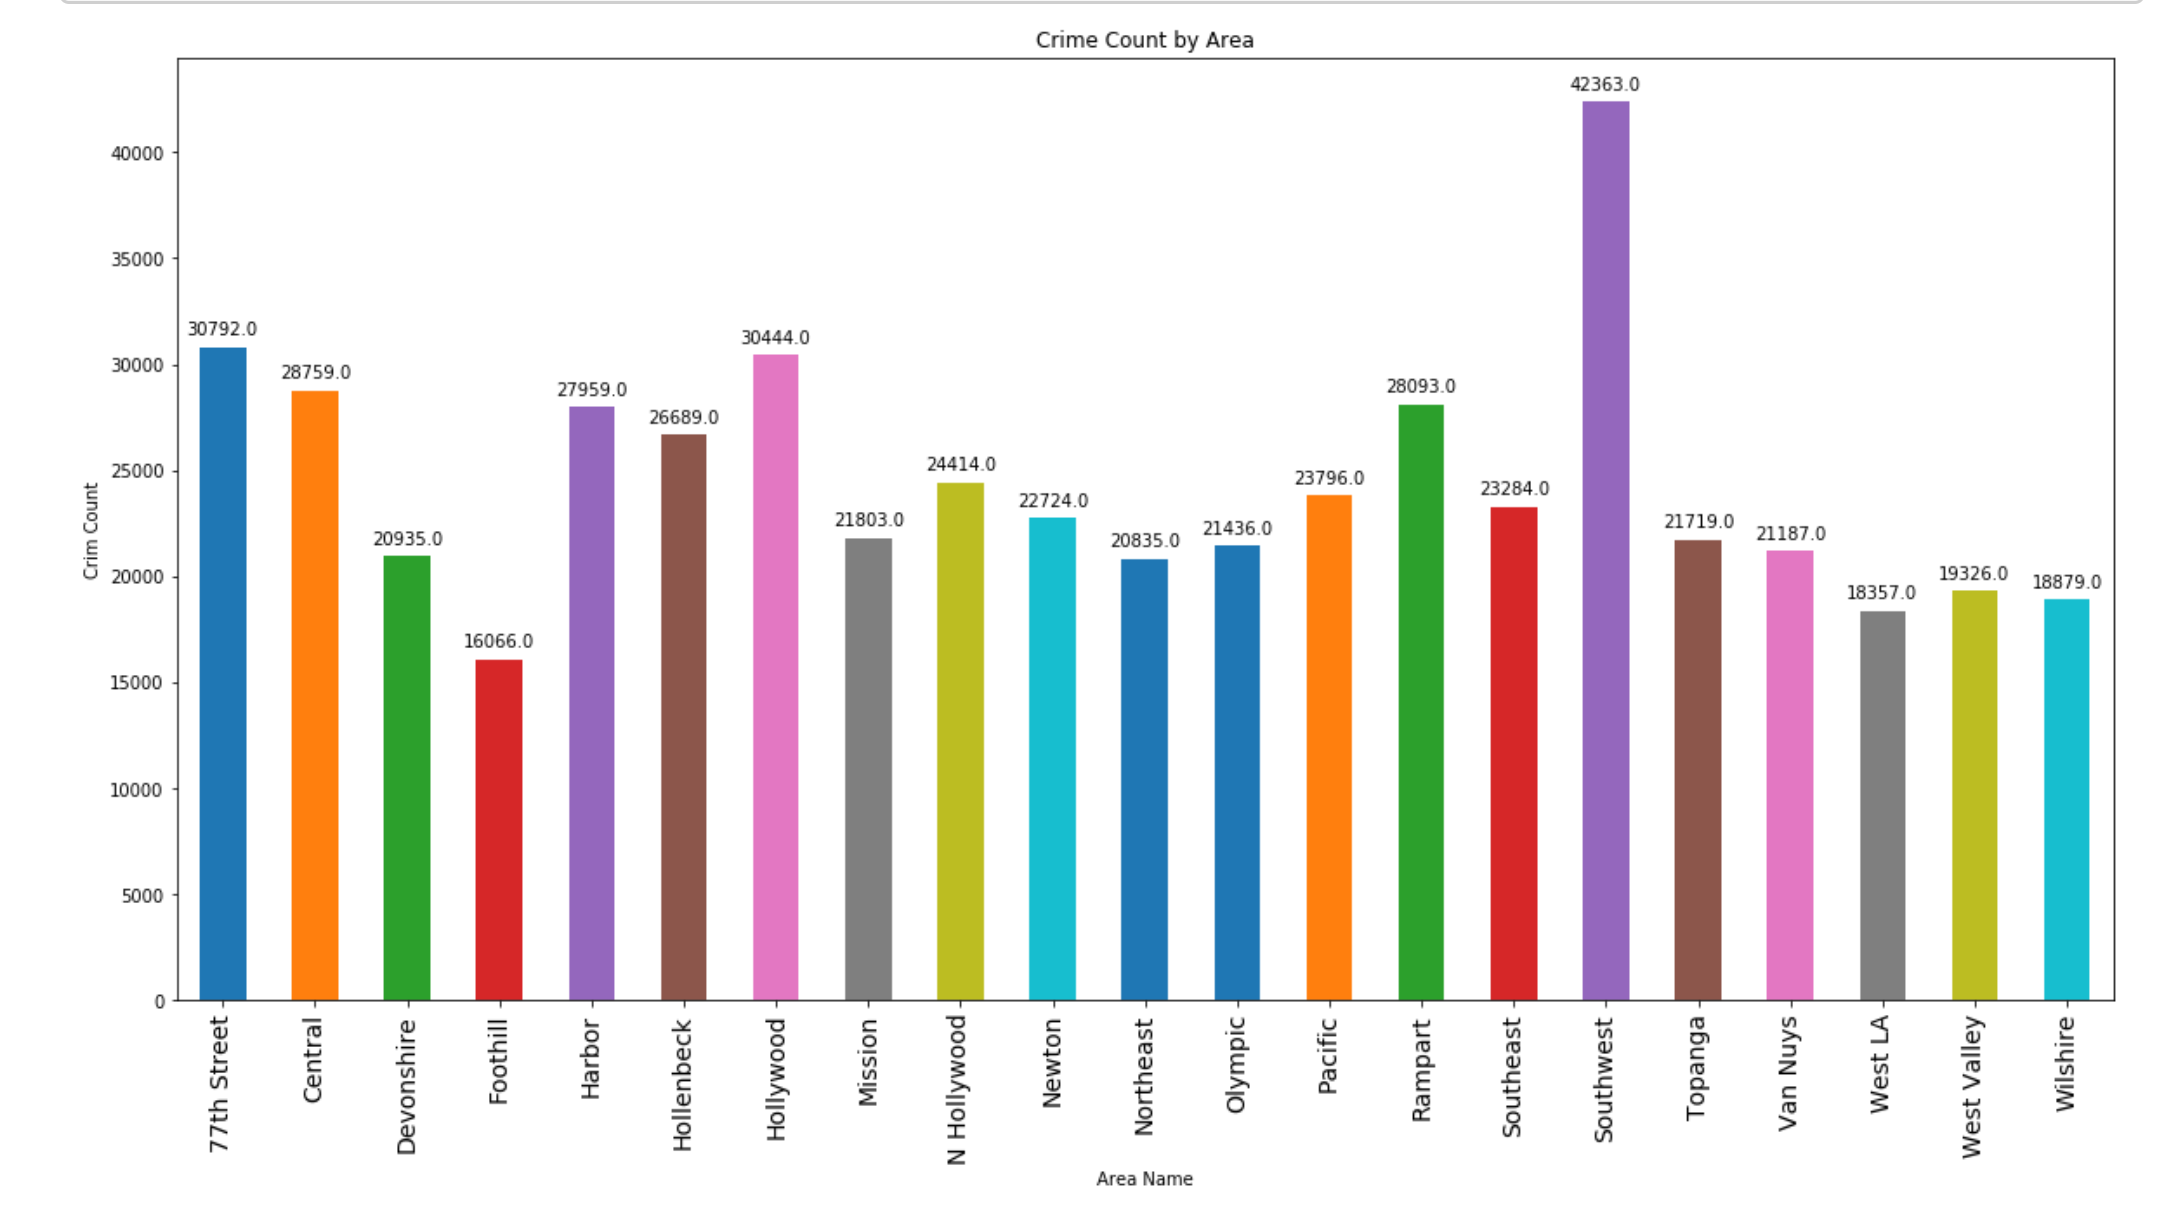 Crime Count by Area
Crim Count
40000
35000
30000
25000
20000
15000
10000
5000
0
30792.0
28759.0
20935.0
16066.0
27959.0
26689.0
30444.0
21803.0
24414.0
22724.0
20835.0
21436.0
23796.0
28093.0
23284.0
42363.0
21719.0
21187.0
18357.0
19326.0
18879.0
77th Street
Central
Devonshire
Foothill
Harbor
Hollenbeck
Hollywood
Mission
N Hollywood
Newton
Northeast
Olympic
Pacific
Rampart
Southeast
Southwest
Topanga
Van Nuys
West LA
West Valley
Wilshire
Area Name